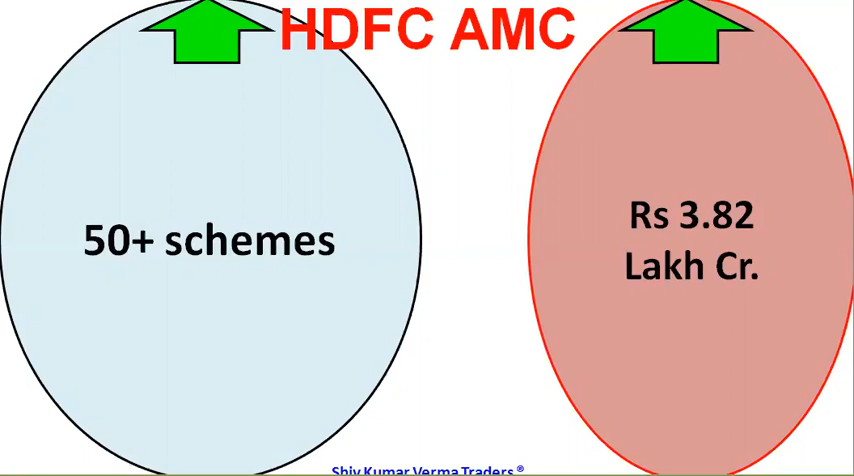 HDFC AMC
50+ schemes
Rs 3.82
Lakh Cr.
Shiv Kumar Verma Traders ®